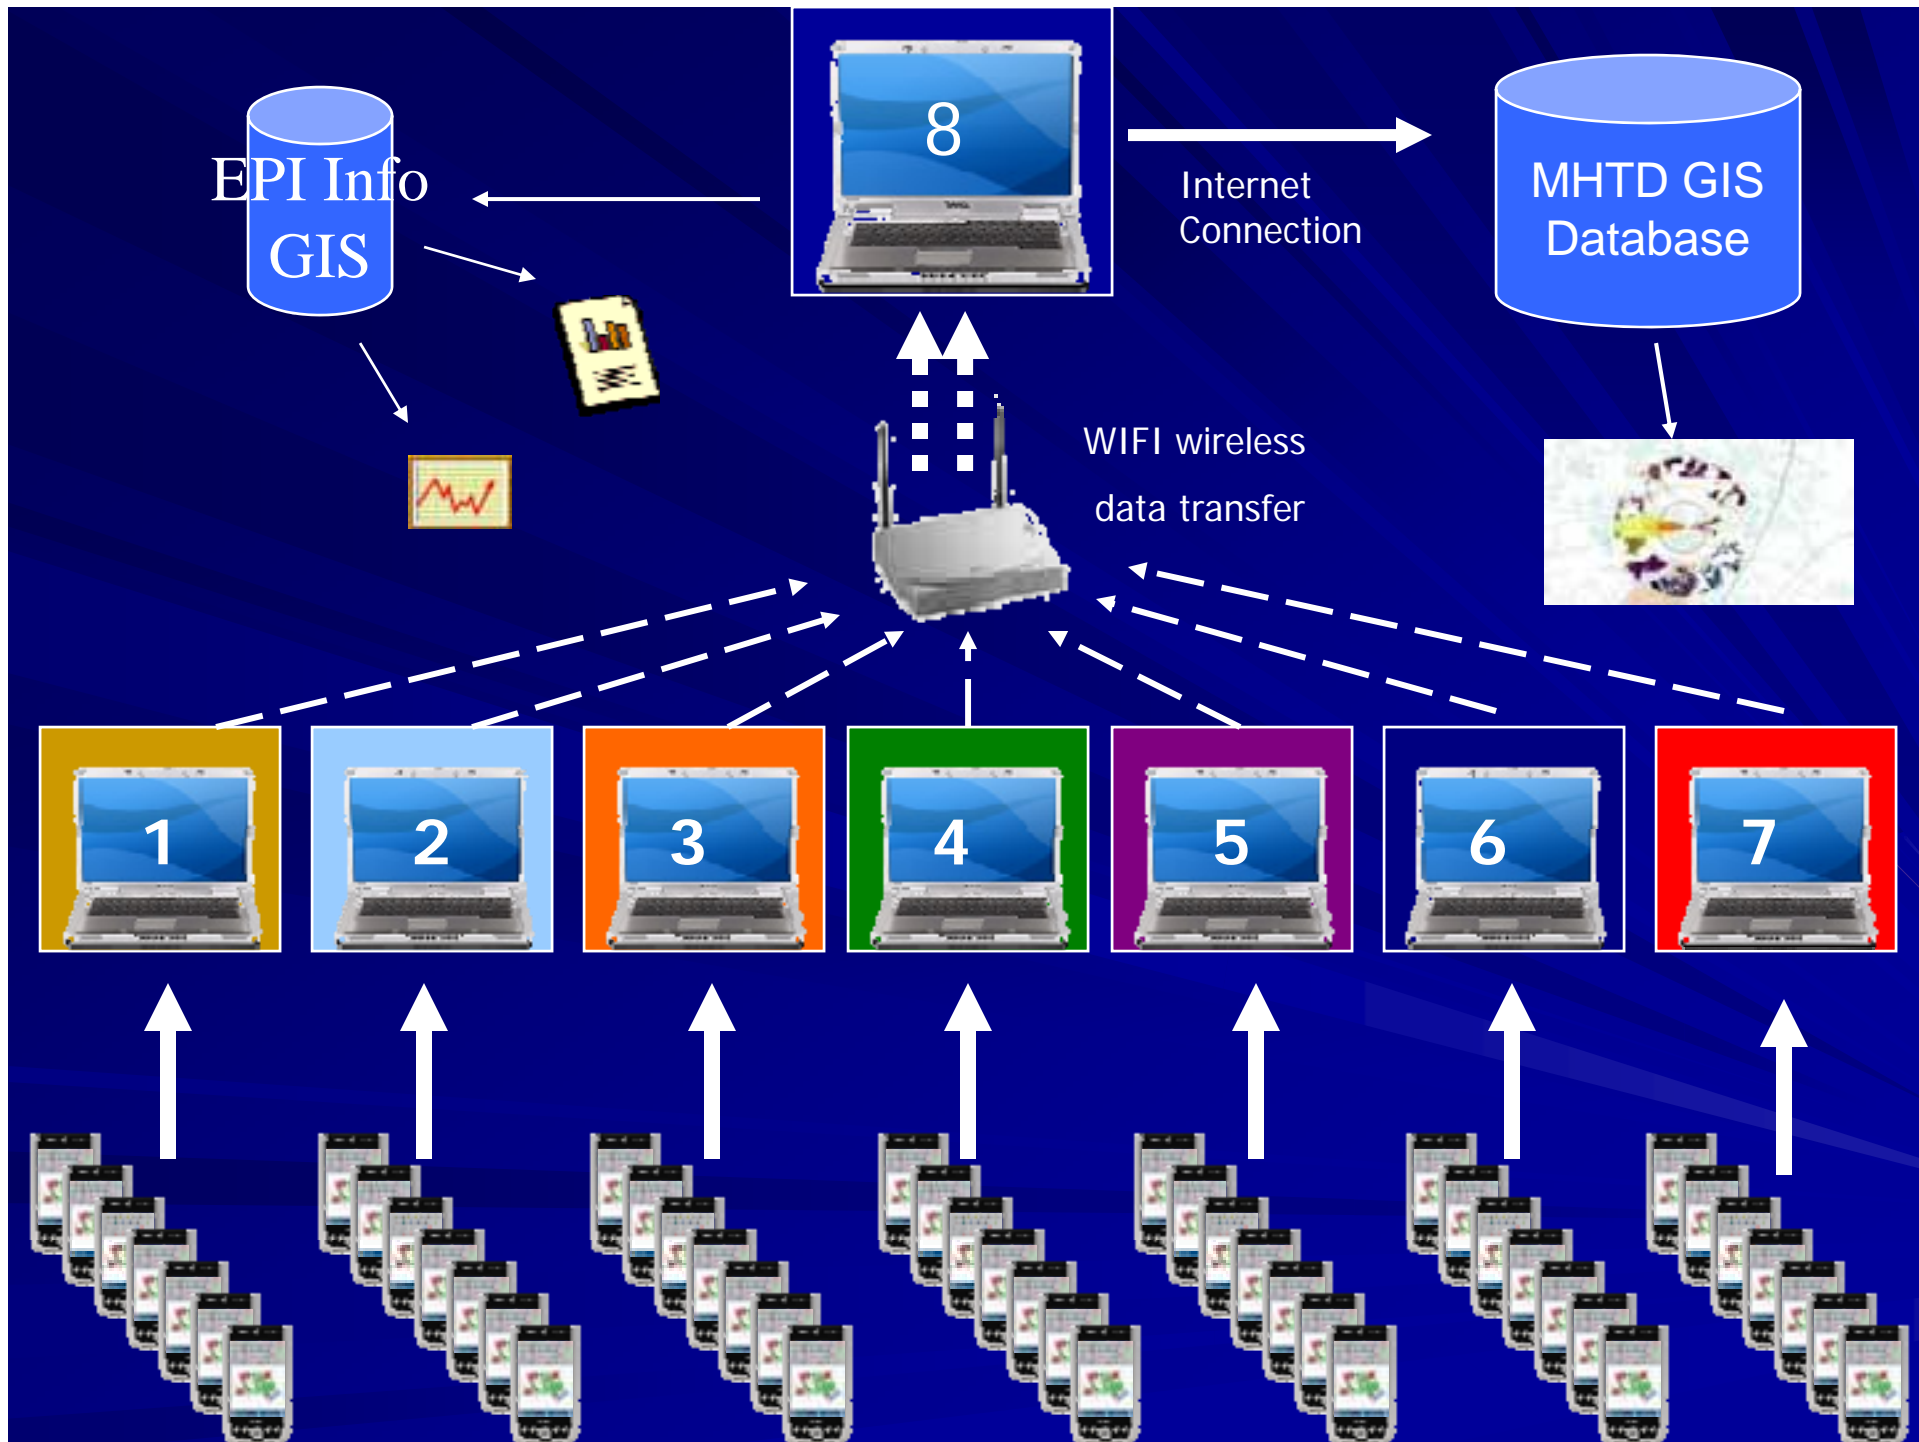 8
EPI Info
GIS
Internet
Connection
MHTD GIS
Database
WIFI wireless
data transfer
1
2
3
4
5
6
7